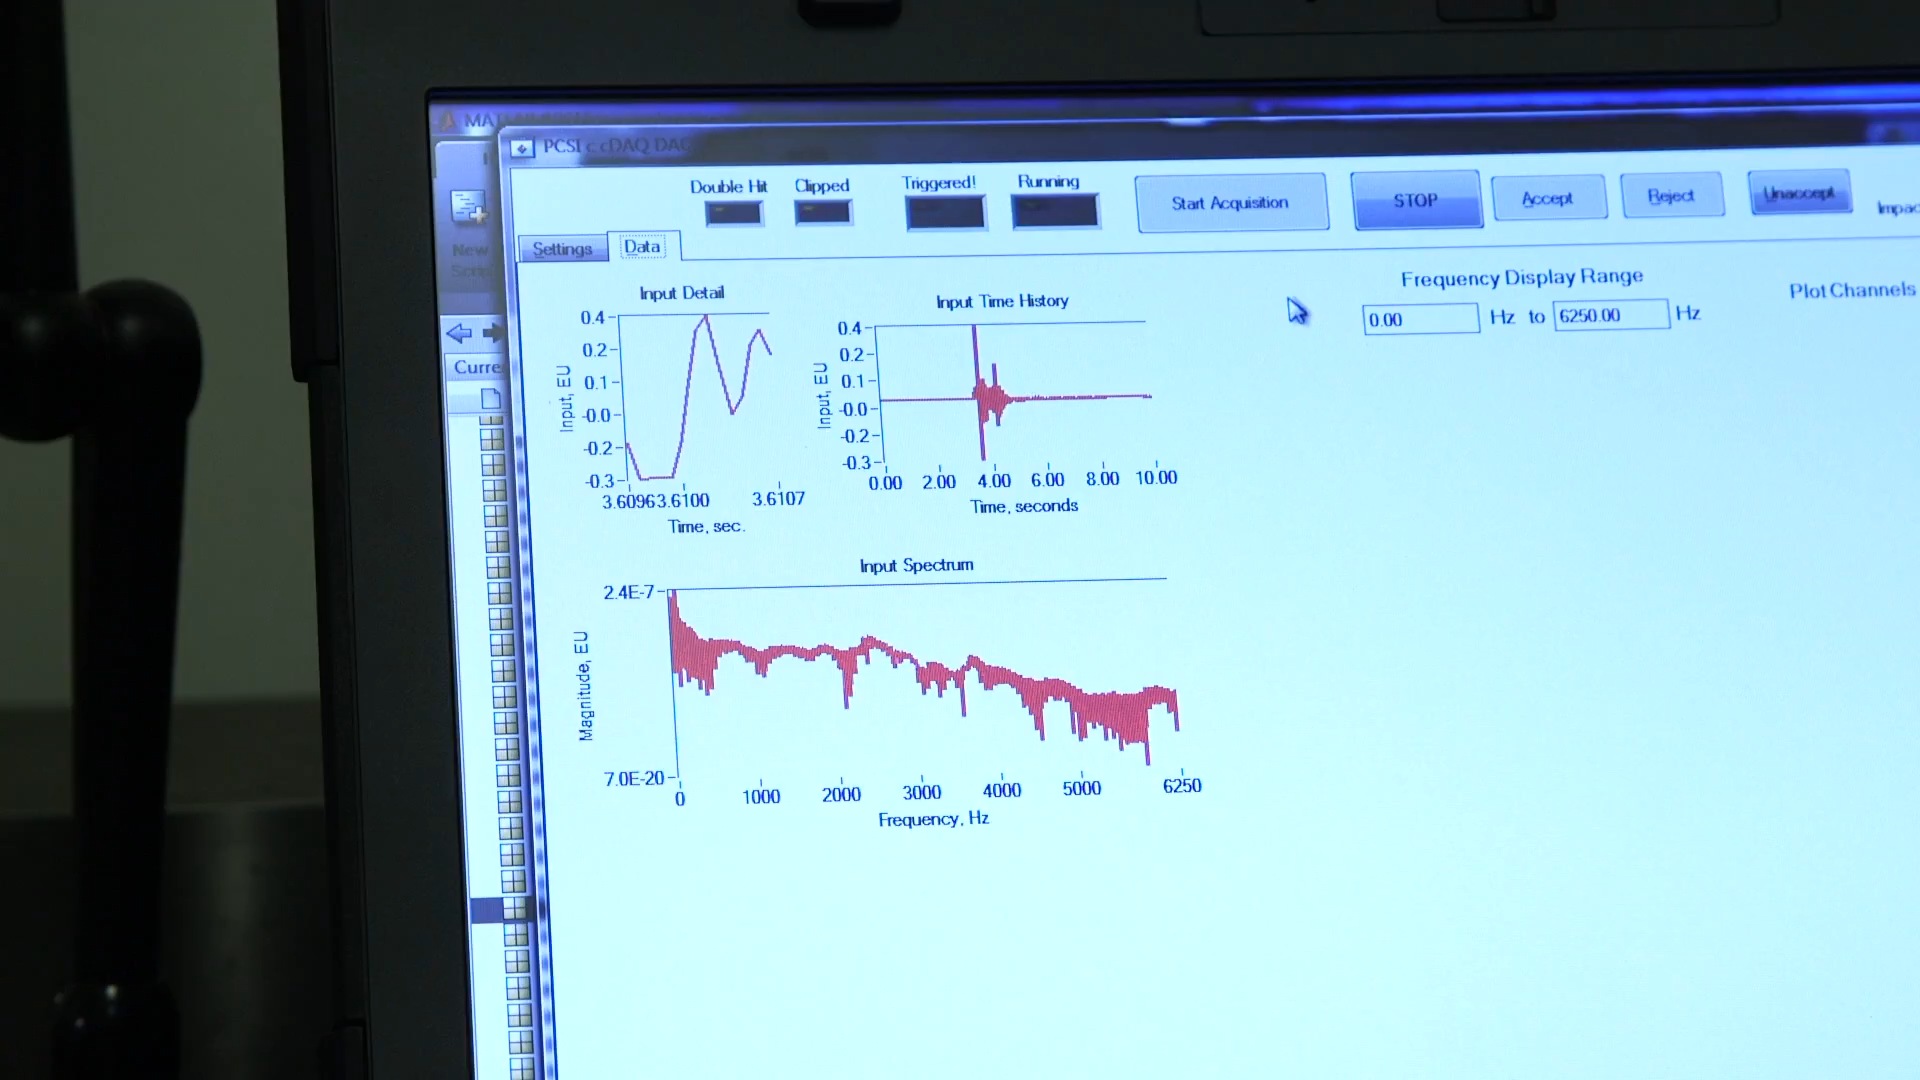 MAT
PCSI c:cDAQ DAC
Double Hit Clipped Triggered! Running Start Acquisition STOP Accept Reject Unaccept Impac
New
Settings Data
Frequency Display Range
0.00 Hz to 6250.00 Hz
Plot Channels
Curre
Input Detail
0.4
0.2
0.1
-0.0
-0.2
-0.3
Input, EU
3.6096 3.6100 3.6107
Time, sec.
Input Time History
0.4
0.2
0.1
-0.0
-0.2
-0.3
Input, EU
0.00 2.00 4.00 6.00 8.00 10.00
Time, seconds
Input Spectrum
2.4E-7
Magnitude, EU
7.0E-20
0 1000 2000 3000 4000 5000 6250
Frequency, Hz